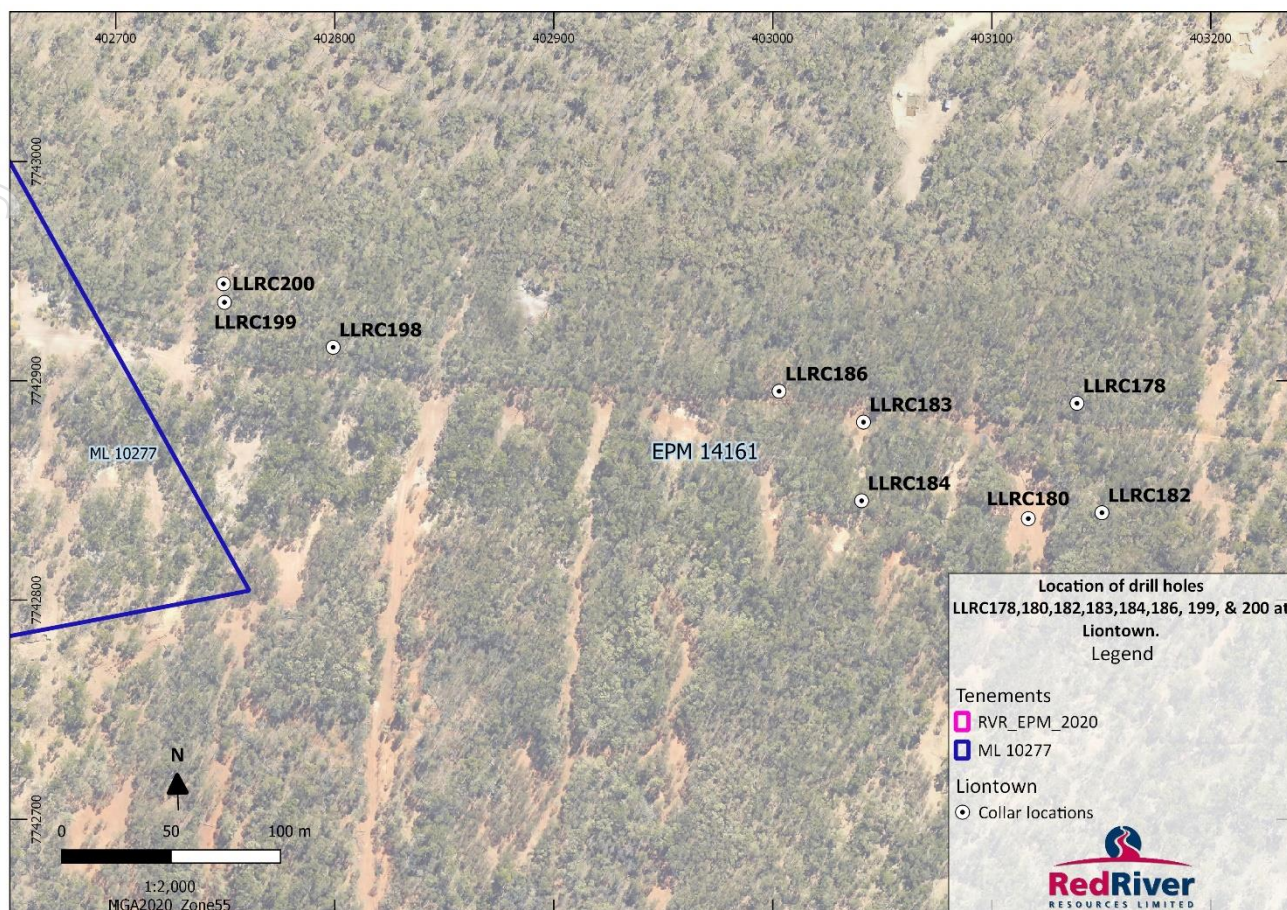 402700 402800 402900 403000 403100 403200
7743000
7742900
7742800
7742700
LLRC200
LLRC199
LLRC198
LLRC186
LLRC183
LLRC178
LLRC184
LLRC180
LLRC182
ML 10277
EPM 14161
N
0 50 100 m
1:2,000
MGA2020_Zone55
Location of drill holes
LLRC178,180,182,183,184,186, 199, & 200 at
Liontown.
Legend
Tenements
RVR_EPM_2020
ML 10277
Liontown
Collar locations
RedRiver
RESOURCES LIMITED